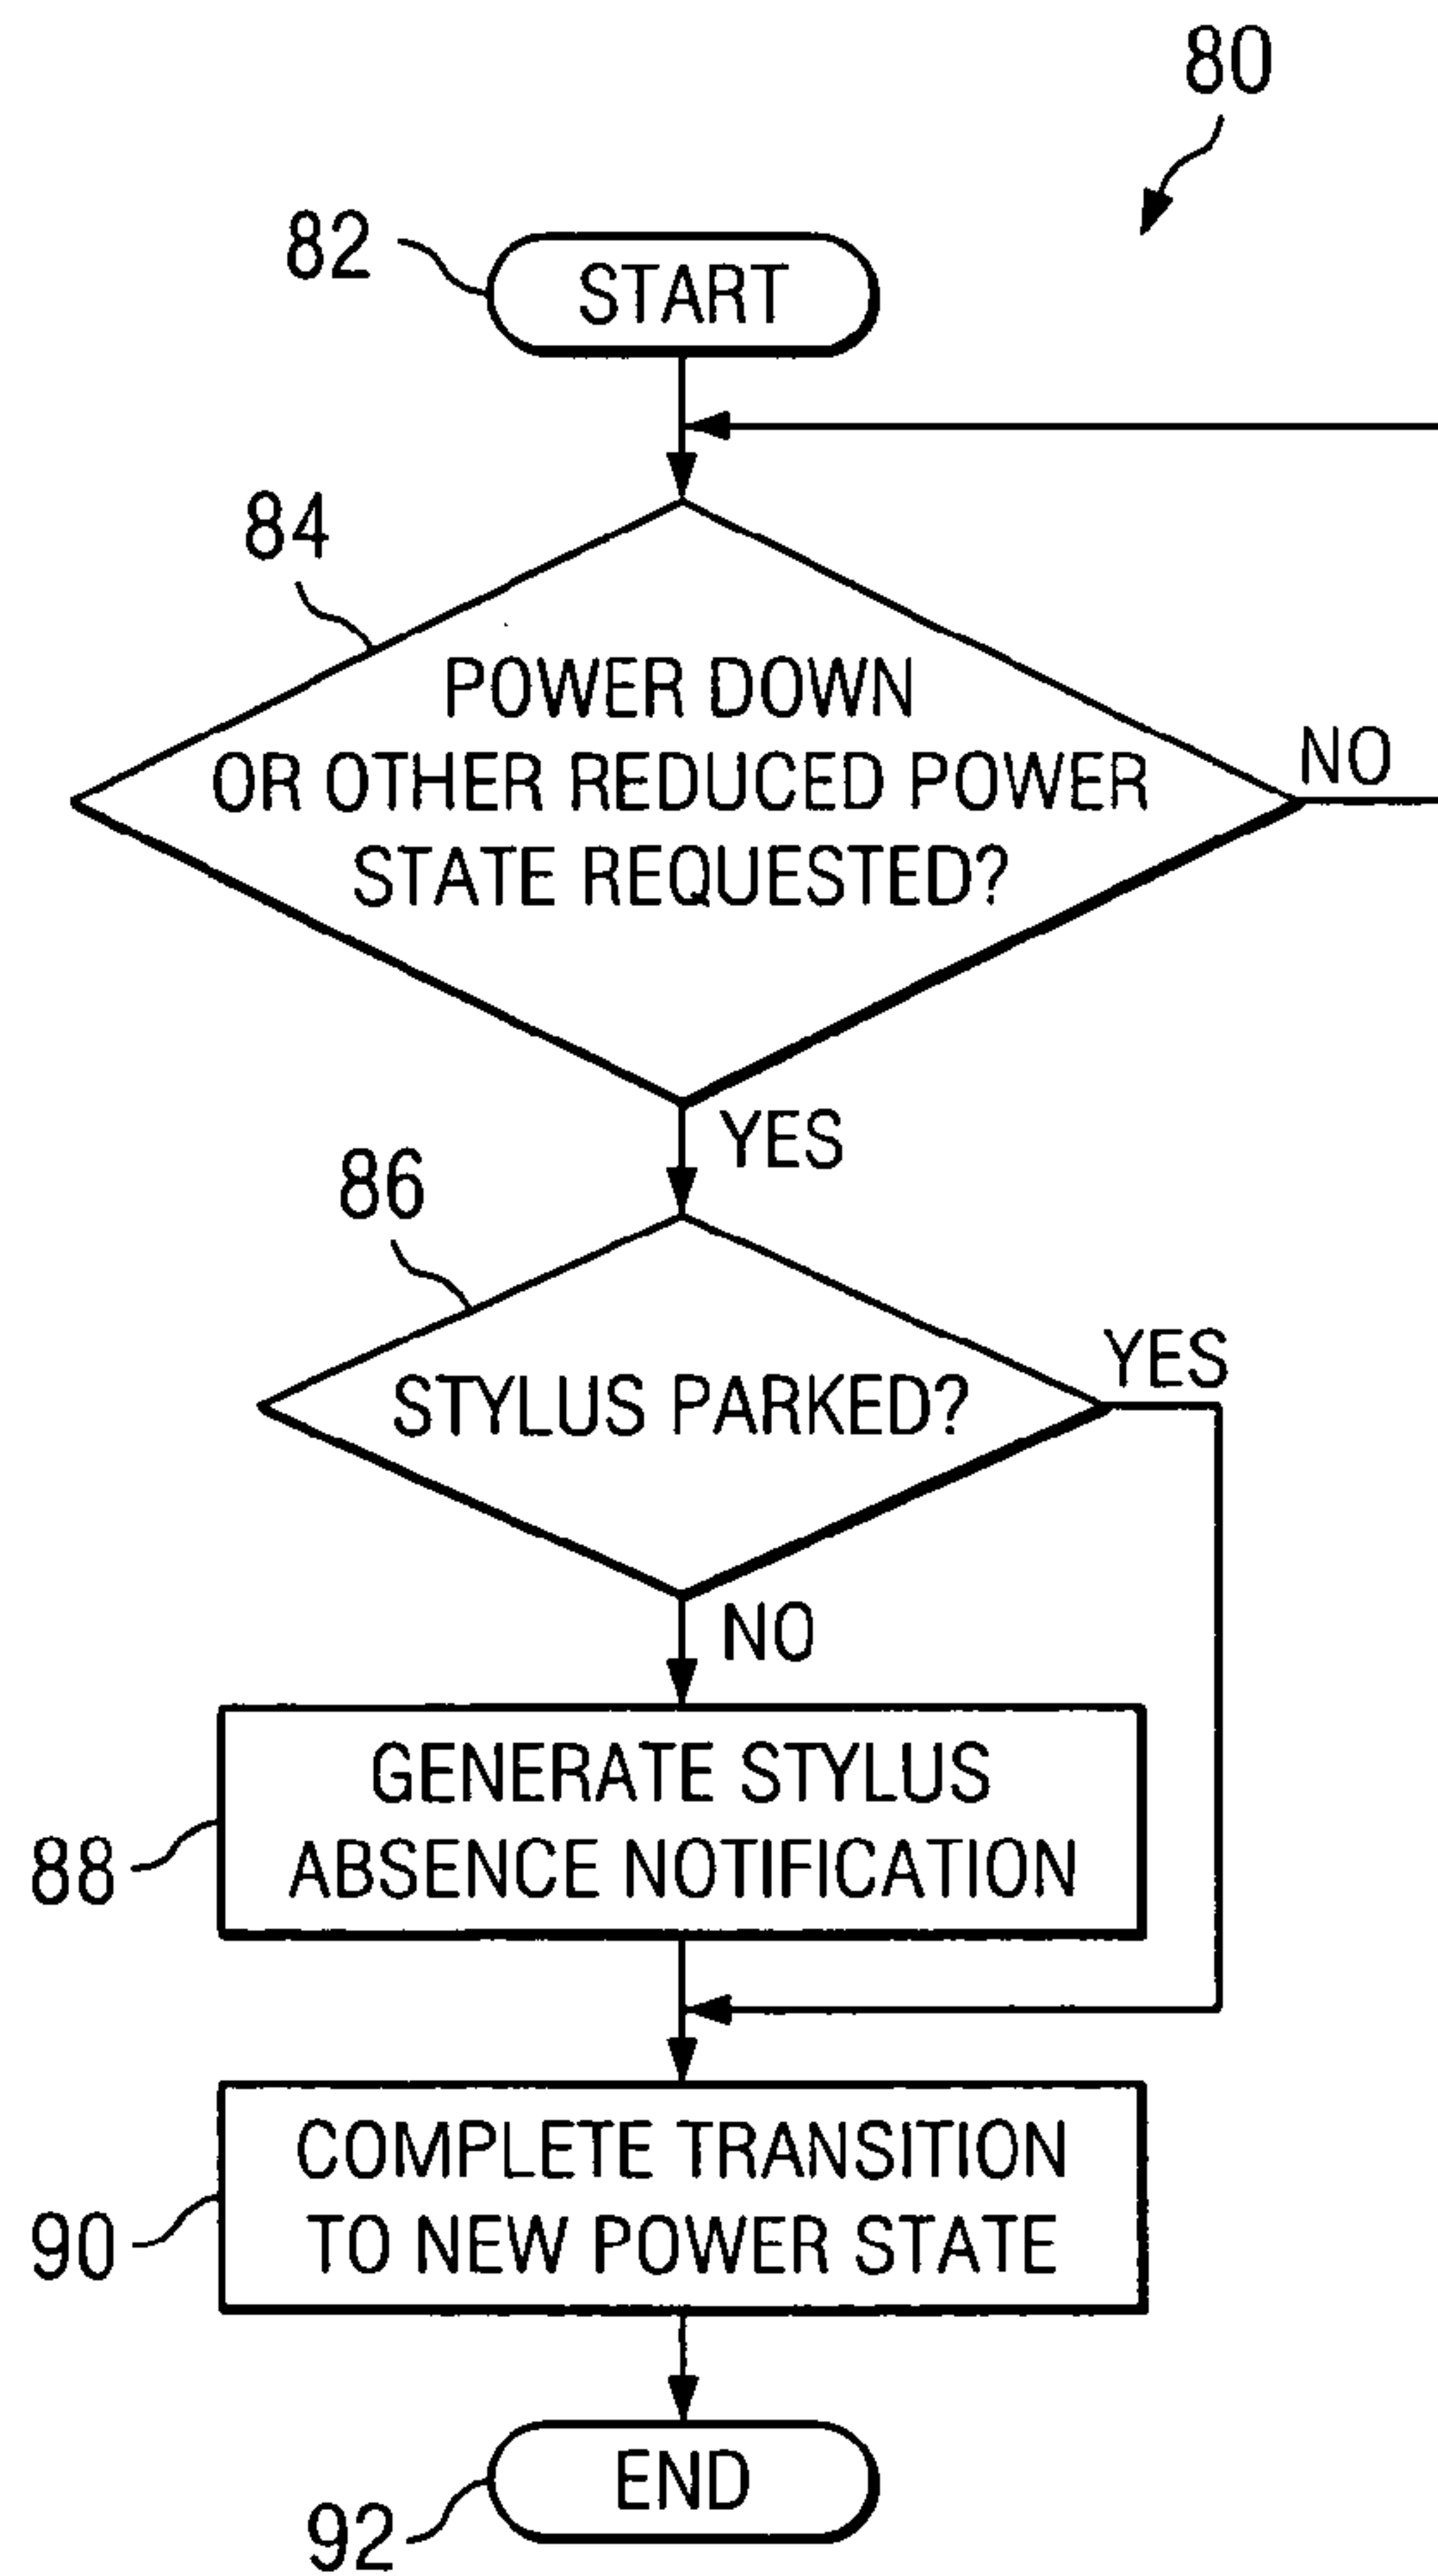 80
82
START
84
POWER DOWN
OR OTHER REDUCED POWER
STATE REQUESTED?
NO
YES
86
STYLUS PARKED?
YES
NO
88
GENERATE STYLUS
ABSENCE NOTIFICATION
90
COMPLETE TRANSITION
TO NEW POWER STATE
END
92